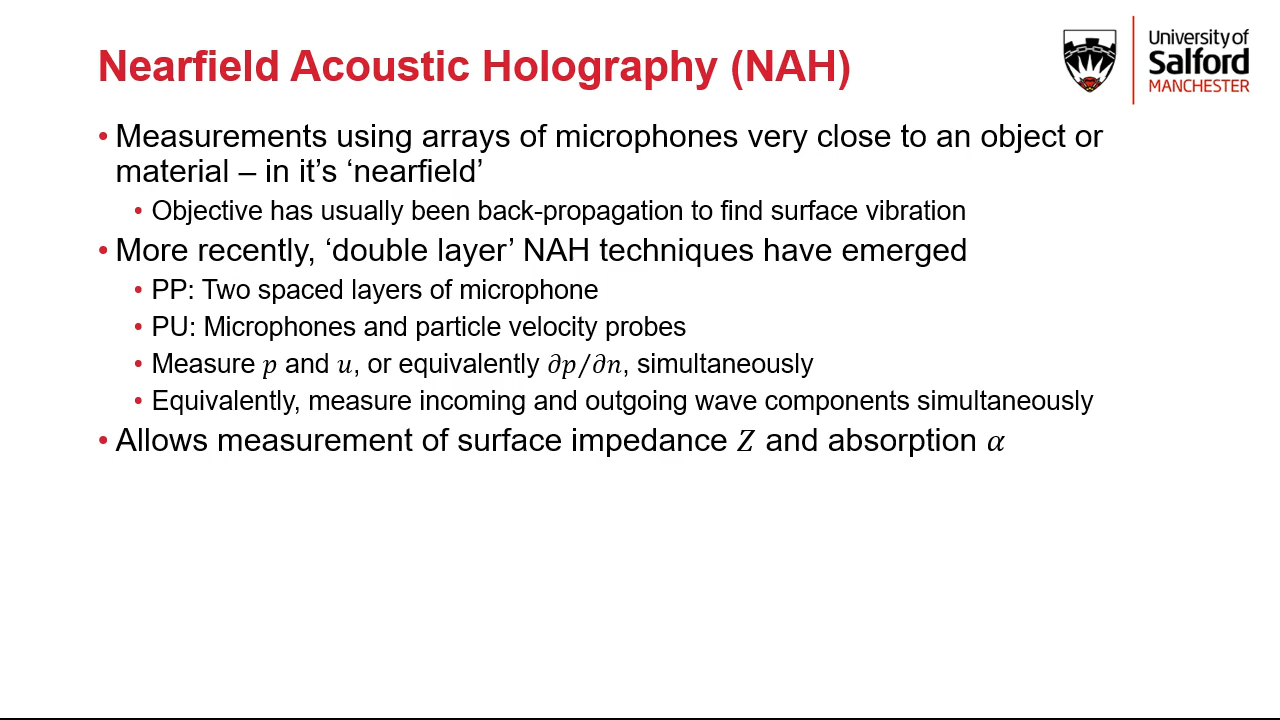 Nearfield Acoustic Holography (NAH)
University of
Salford
MANCHESTER
• Measurements using arrays of microphones very close to an object or
material – in it's ‘nearfield’
• Objective has usually been back-propagation to find surface vibration
• More recently, ‘double layer’ NAH techniques have emerged
• PP: Two spaced layers of microphone
• PU: Microphones and particle velocity probes
• Measure 𝑝 and 𝑢, or equivalently ∂𝑝/∂𝑛, simultaneously
• Equivalently, measure incoming and outgoing wave components simultaneously
• Allows measurement of surface impedance 𝑍 and absorption 𝛼